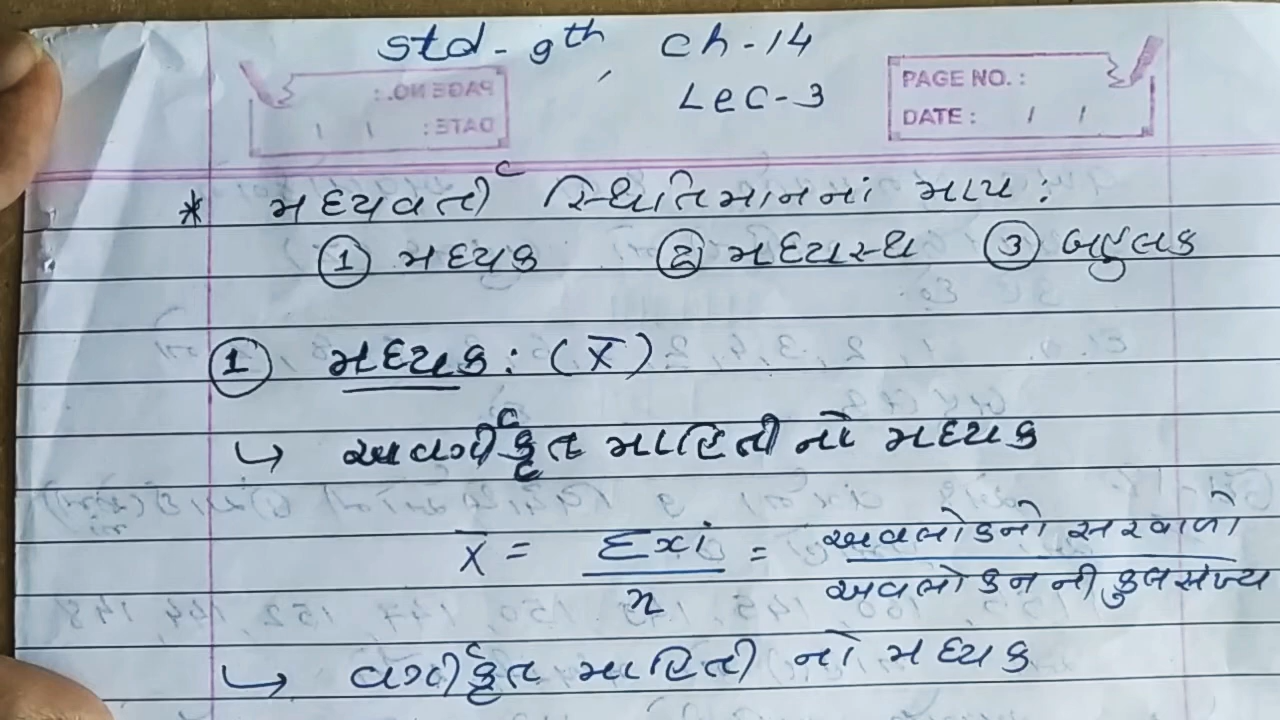 Std-9th, Ch-14
Lec-3
PAGE NO.:
DATE: / /
* મધ્યવર્તી સ્થિતિમાનનાં માપ :
① મધ્યક ② મધ્યસ્થ ③ બહુલક
① મધ્યક : (x̄)
↳ અવર્ગીકૃત માહિતી નો મધ્યક
x̄ = Σxi / n = અવલોકનો સરવાળો / અવલોકન ની કુલ સંખ્ય
↳ વર્ગીકૃત માહિતી નો મધ્યક